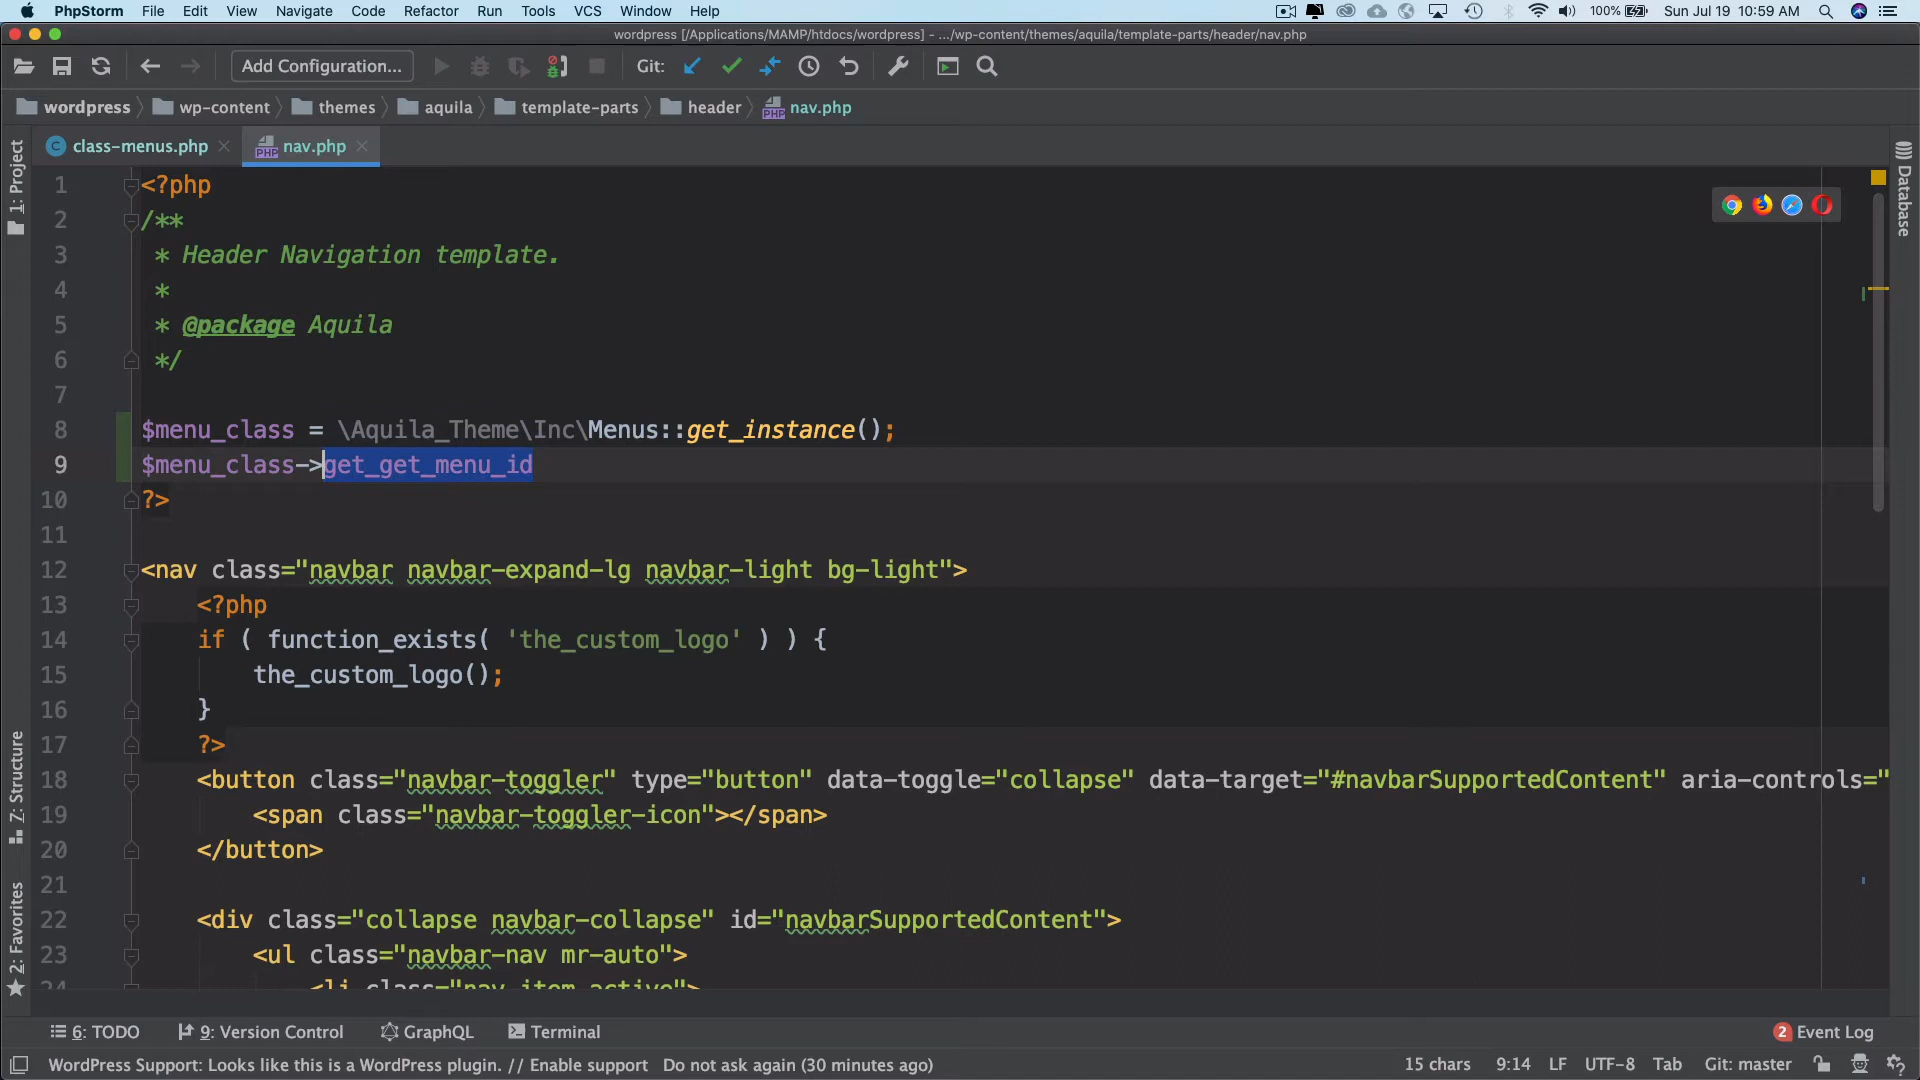 PhpStorm File Edit View Navigate Code Refactor Run Tools VCS Window Help 100% Sun Jul 19 10:59 AM
wordpress [/Applications/MAMP/htdocs/wordpress] - .../wp-content/themes/aquila/template-parts/header/nav.php
Add Configuration... Git:
wordpress wp-content themes aquila template-parts header nav.php
class-menus.php nav.php
1: Project
Database
1 <?php
2 /**
3 * Header Navigation template.
4 *
5 * @package Aquila
6 */
7
8 $menu_class = \Aquila_Theme\Inc\Menus::get_instance();
9 $menu_class->get_get_menu_id
10 ?>
11
12 <nav class="navbar navbar-expand-lg navbar-light bg-light">
13 <?php
14 if ( function_exists( 'the_custom_logo' ) ) {
15 the_custom_logo();
16 }
17 ?>
18 <button class="navbar-toggler" type="button" data-toggle="collapse" data-target="#navbarSupportedContent" aria-controls="
19 <span class="navbar-toggler-icon"></span>
20 </button>
21
22 <div class="collapse navbar-collapse" id="navbarSupportedContent">
23 <ul class="navbar-nav mr-auto">
24 <li class="nav-item active">
Z: Structure
2: Favorites
6: TODO 9: Version Control GraphQL Terminal 2 Event Log
WordPress Support: Looks like this is a WordPress plugin. // Enable support Do not ask again (30 minutes ago) 15 chars 9:14 LF UTF-8 Tab Git: master